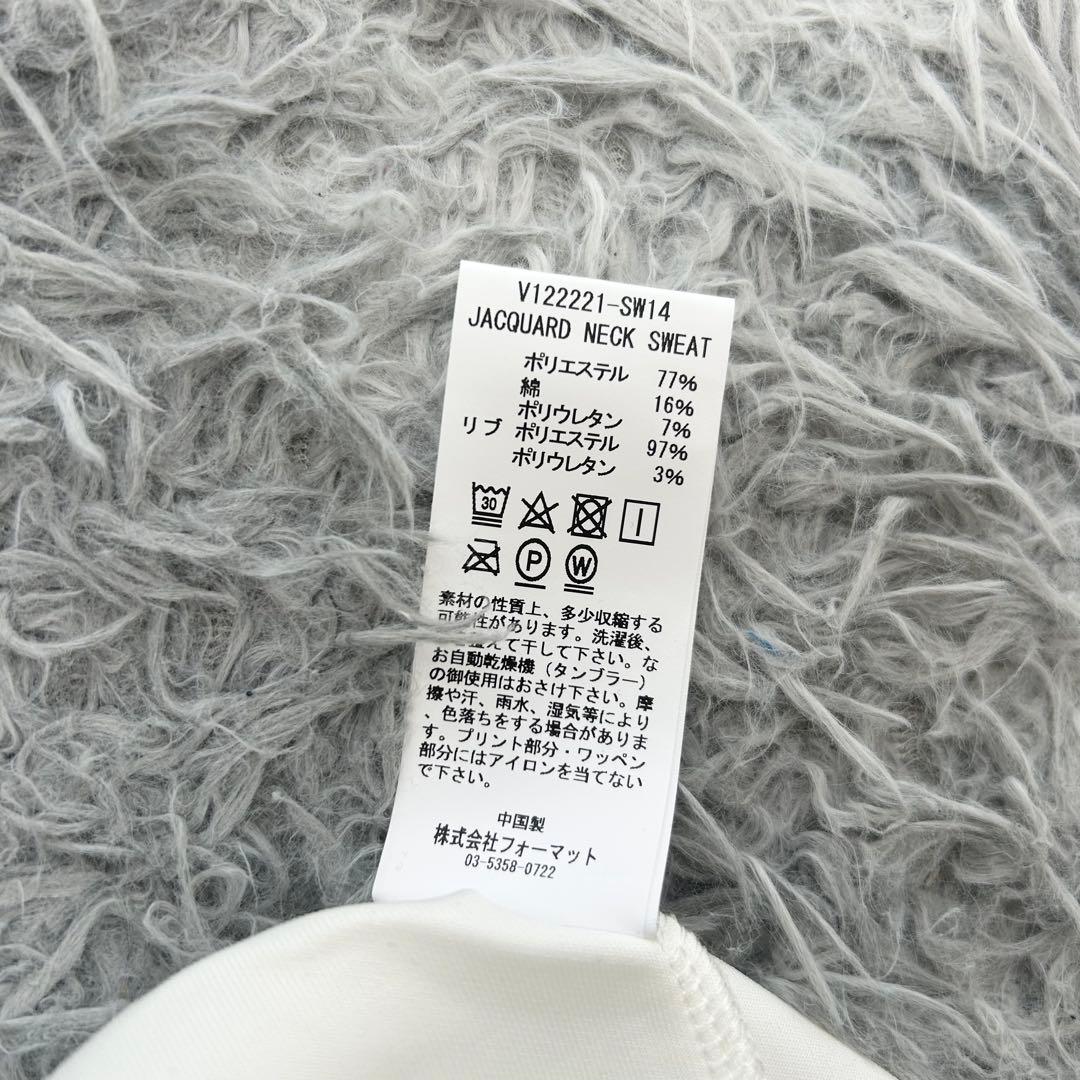 V122221-SW14
JACQUARD NECK SWEAT
ポリエステル 77%
綿 16%
ポリウレタン 7%
リブ ポリエステル 97%
ポリウレタン 3%
30
P W
素材の性質上、多少収縮する
可能性があります。洗濯後、
えて干して下さい。な
お自動乾燥機(タンブラー)
の御使用はおさけ下さい。摩
擦や汗、雨水、湿気等により
、色落ちをする場合がありま
す。プリント部分・ワッペン
部分にはアイロンを当てない
で下さい。
中国製
株式会社フォーマット
03-5358-0722